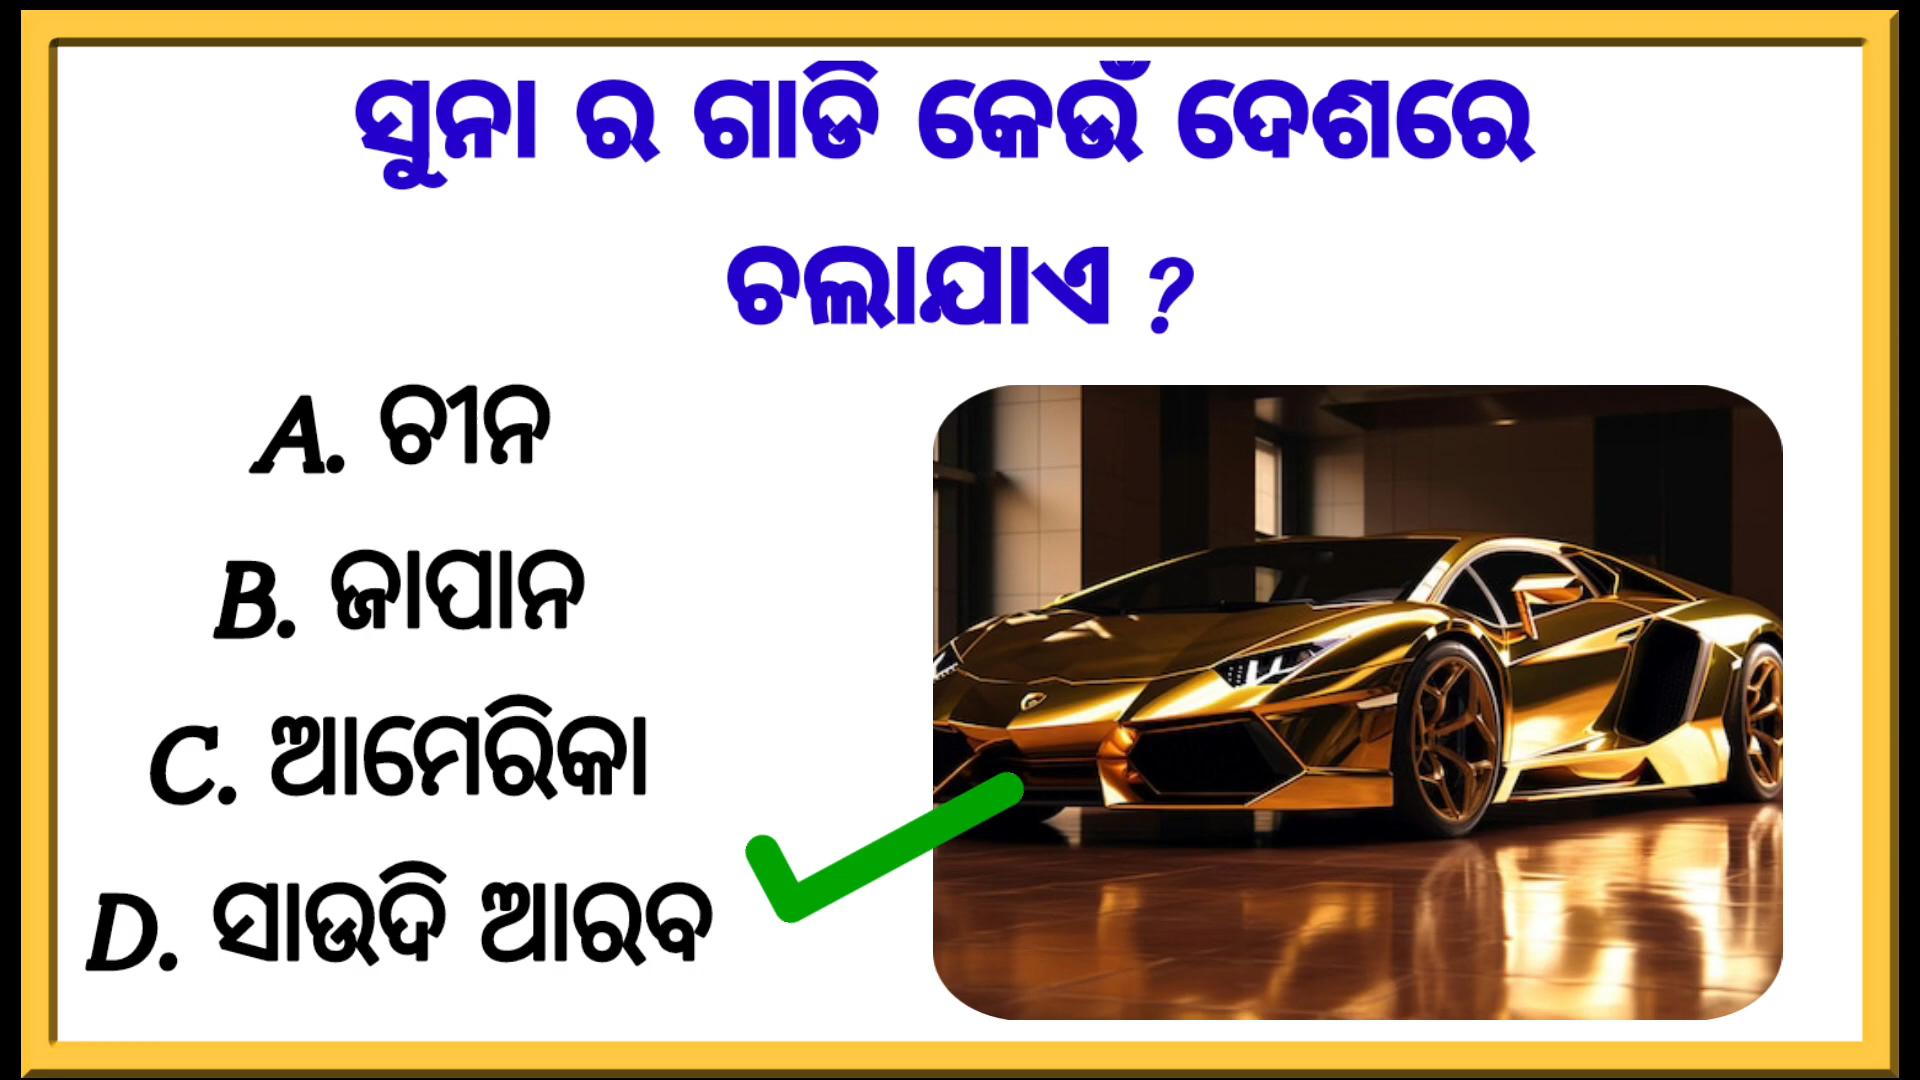 ସୁନା ର ଗାଡି କେଉଁ ଦେଶରେ
ଚଲାଯାଏ ?
A. ଚୀନ
B. ଜାପାନ
C. ଆମେରିକା
D. ସାଉଦି ଆରବ